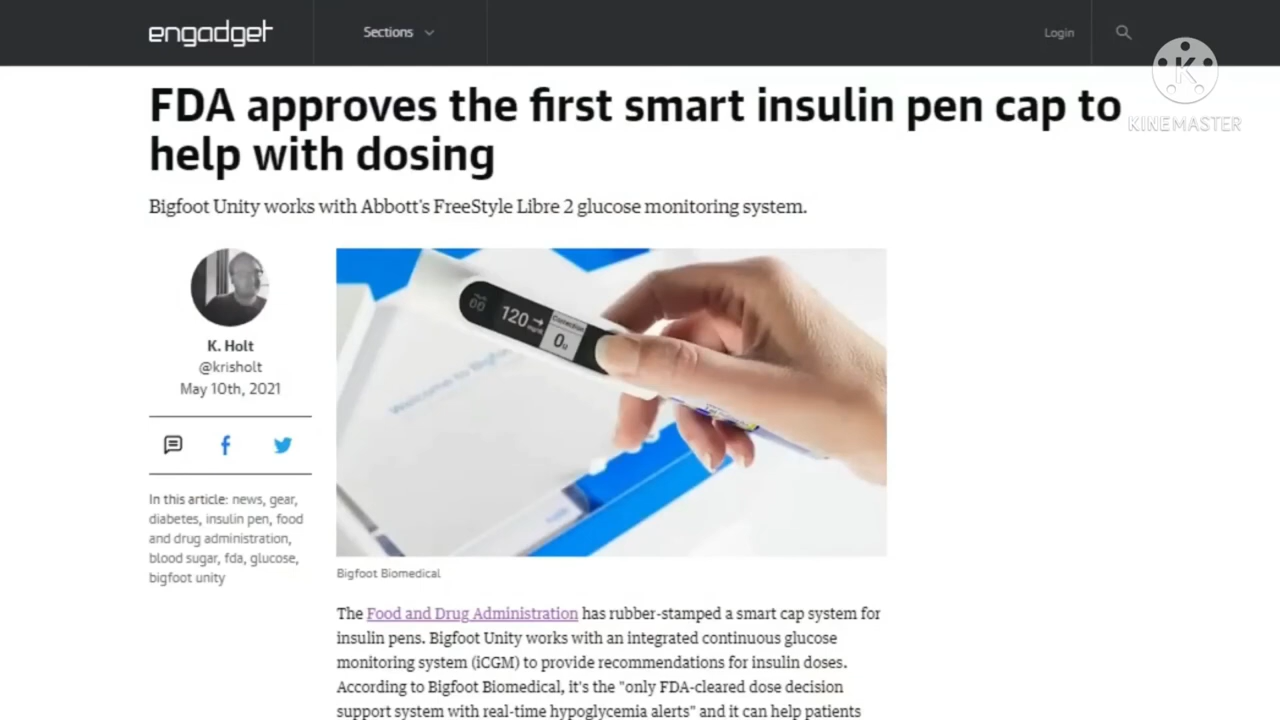 engadget
Sections
Login
KINEMASTER
FDA approves the first smart insulin pen cap to
help with dosing
Bigfoot Unity works with Abbott's FreeStyle Libre 2 glucose monitoring system.
120
mg/dL
Correction
0u
Welcome to Bigfoot
K. Holt
@krisholt
May 10th, 2021
In this article: news, gear,
diabetes, insulin pen, food
and drug administration,
blood sugar, fda, glucose,
bigfoot unity
Bigfoot Biomedical
The Food and Drug Administration has rubber-stamped a smart cap system for
insulin pens. Bigfoot Unity works with an integrated continuous glucose
monitoring system (iCGM) to provide recommendations for insulin doses.
According to Bigfoot Biomedical, it's the "only FDA-cleared dose decision
support system with real-time hypoglycemia alerts" and it can help patients